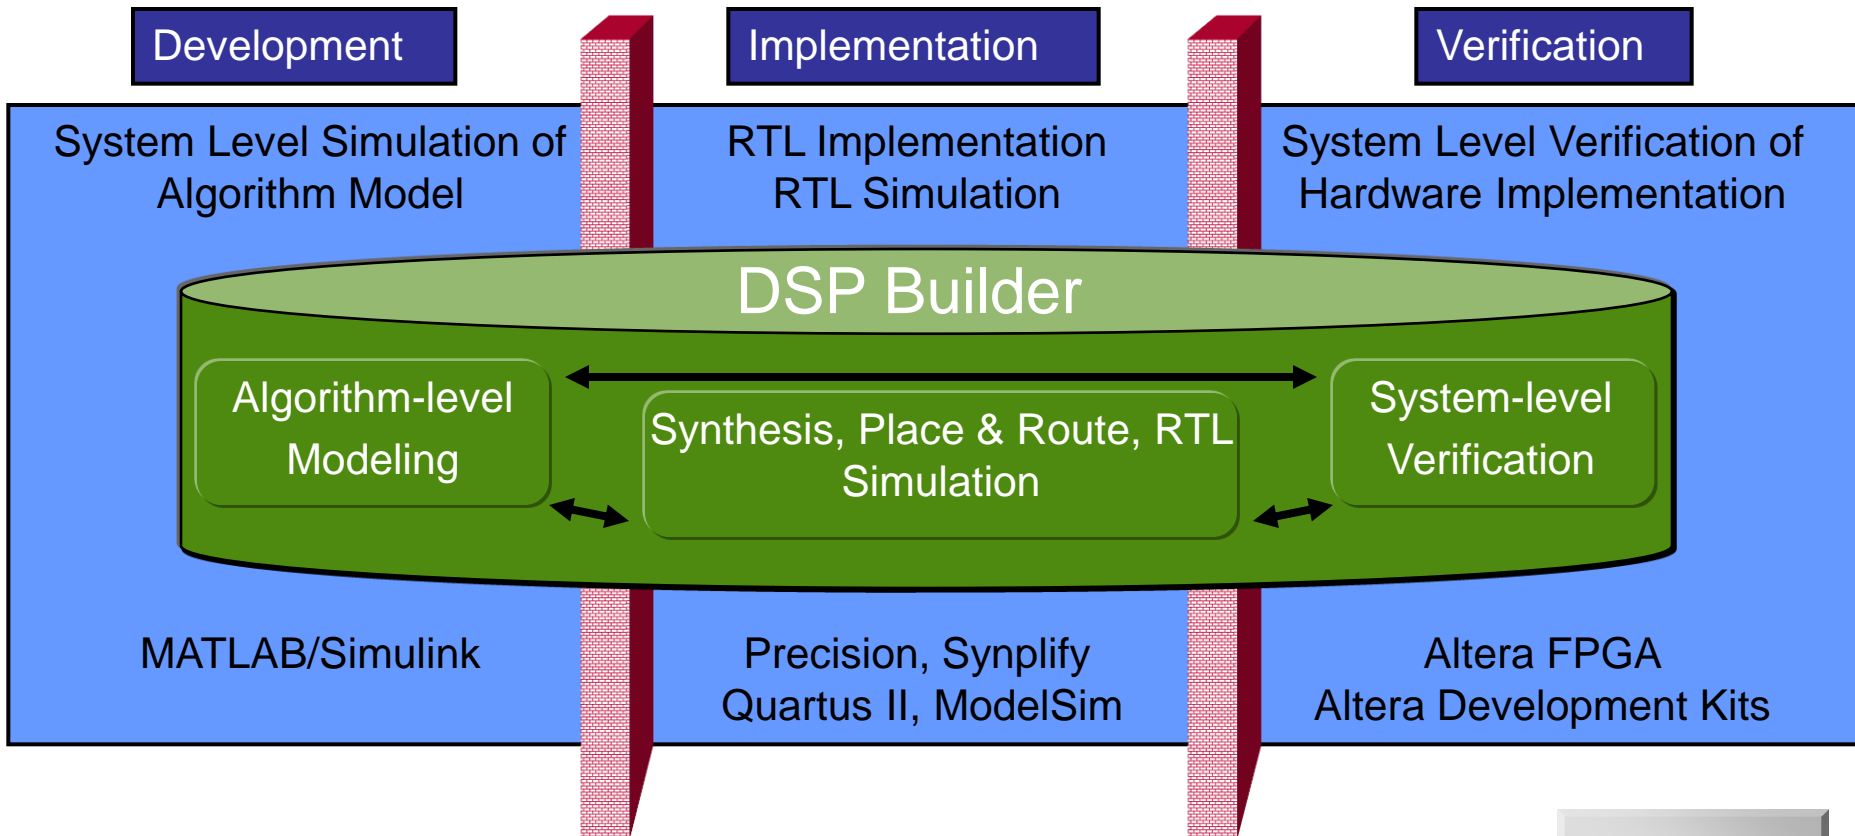 Development
Implementation
Verification
System Level Simulation of
Algorithm Model
RTL Implementation
RTL Simulation
System Level Verification of
Hardware Implementation
DSP Builder
Algorithm-level
Modeling
Synthesis, Place & Route, RTL
Simulation
System-level
Verification
MATLAB/Simulink
Precision, Synplify
Quartus II, ModelSim
Altera FPGA
Altera Development Kits